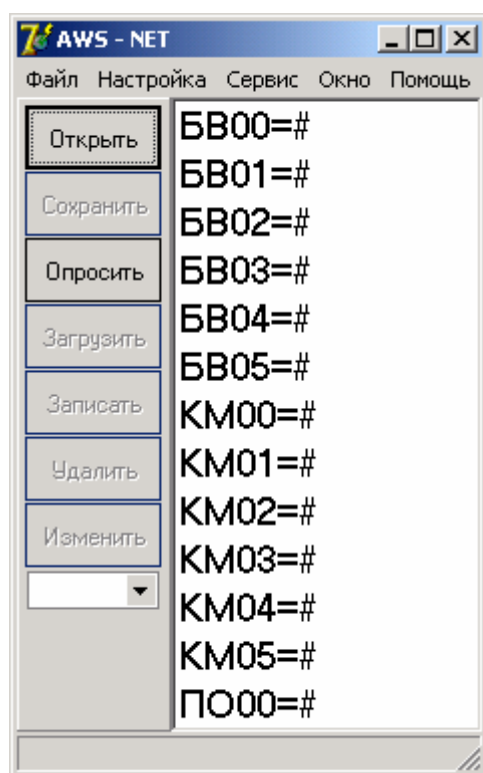 AWS - NET
Файл Настройка Сервис Окно Помощь
Открыть
Сохранить
Опросить
Загрузить
Записать
Удалить
Изменить
БВ00=#
БВ01=#
БВ02=#
БВ03=#
БВ04=#
БВ05=#
КМ00=#
КМ01=#
КМ02=#
КМ03=#
КМ04=#
КМ05=#
ПО00=#